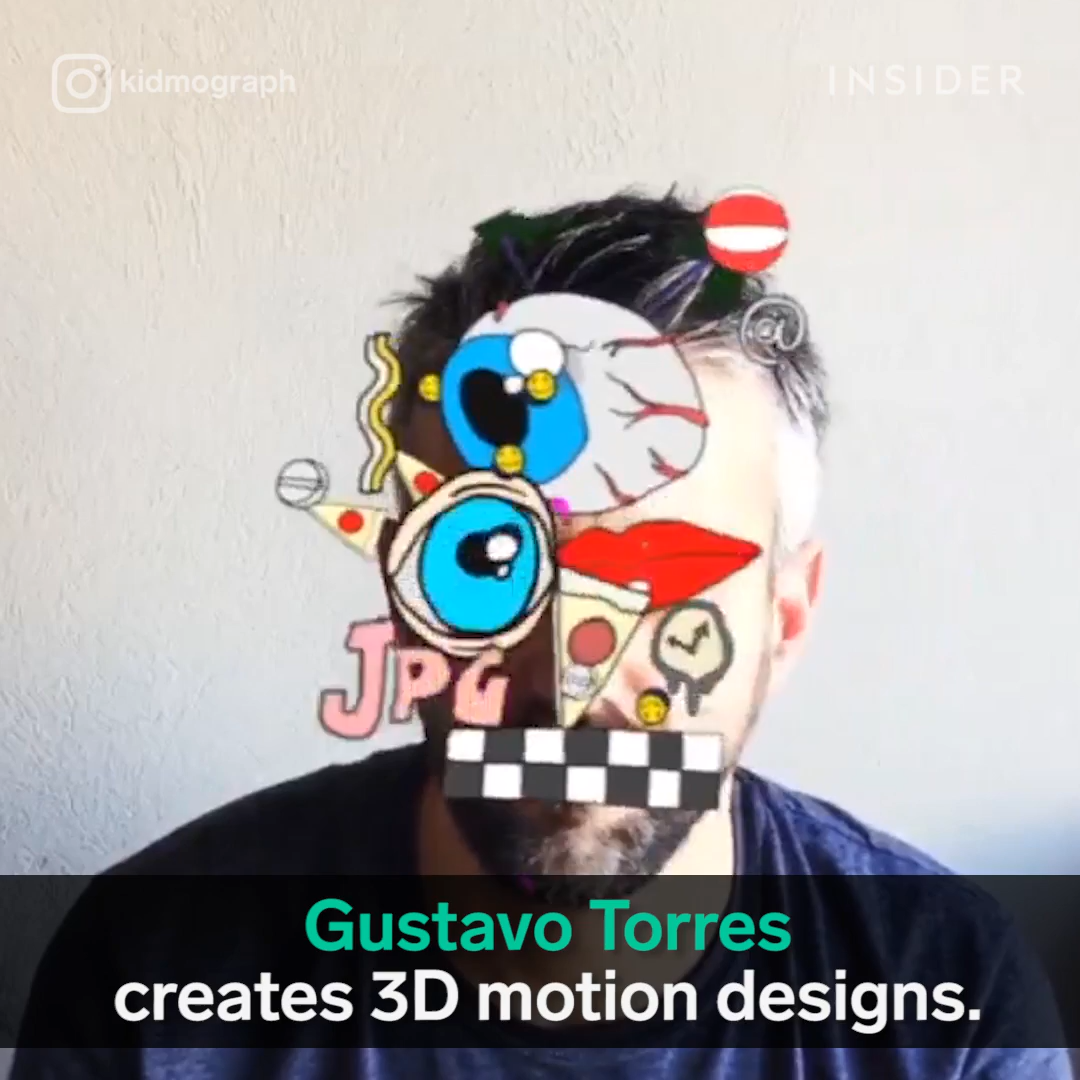 kidmograph
INSIDER
@
JPG
Gustavo Torres
creates 3D motion designs.